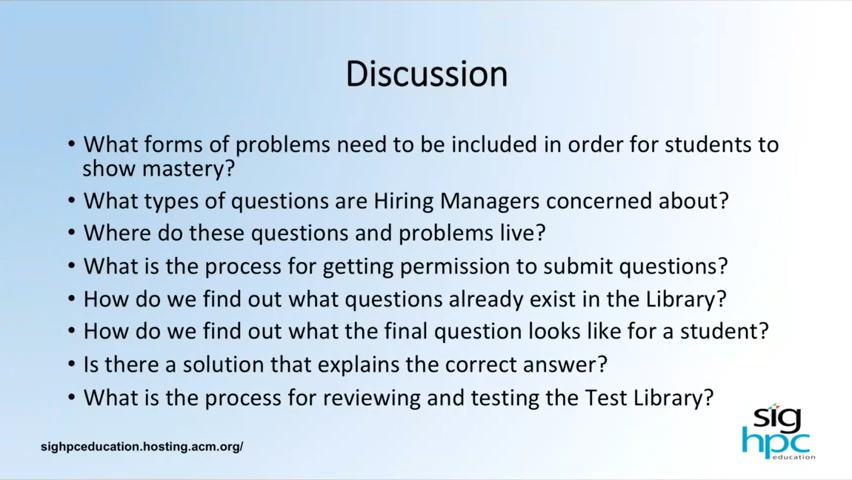 Discussion
• What forms of problems need to be included in order for students to
show mastery?
• What types of questions are Hiring Managers concerned about?
• Where do these questions and problems live?
• What is the process for getting permission to submit questions?
• How do we find out what questions already exist in the Library?
• How do we find out what the final question looks like for a student?
• Is there a solution that explains the correct answer?
• What is the process for reviewing and testing the Test Library?
sighpceducation.hosting.acm.org/
sig
hpc
education